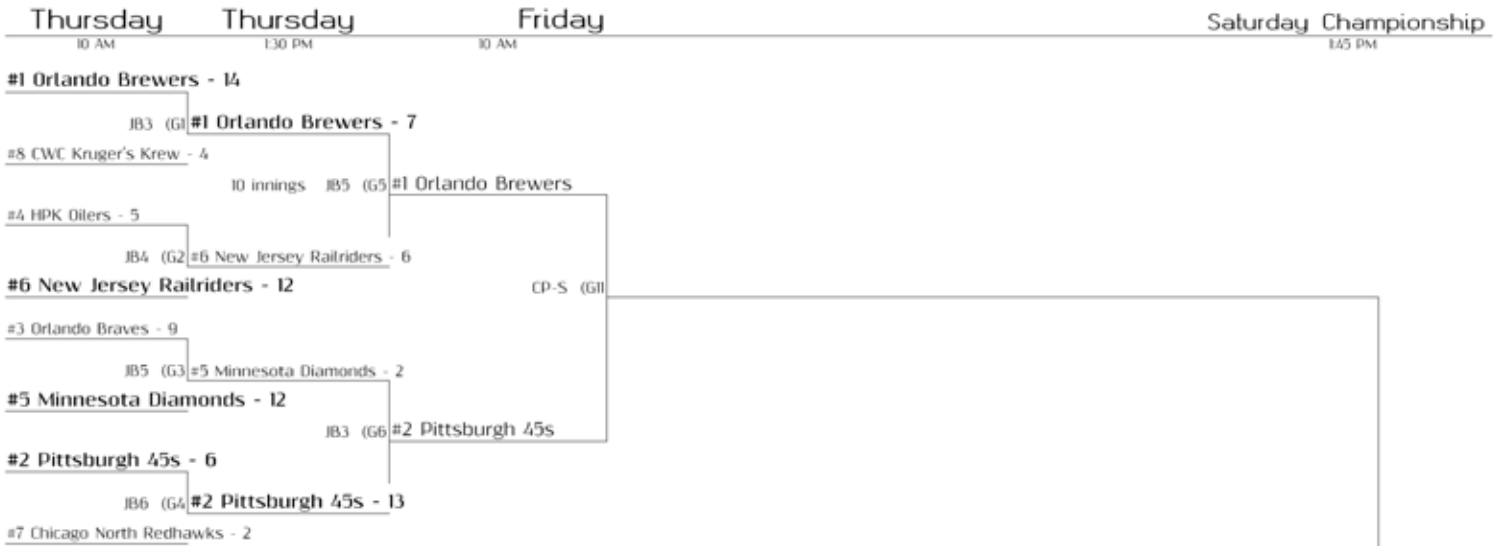 Thursday Thursday Friday Saturday Championship
10 AM 1:30 PM 10 AM 1:45 PM
#1 Orlando Brewers - 14
JB3 (G1 #1 Orlando Brewers - 7
#8 CWC Kruger's Krew - 4
10 innings JB5 (G5 #1 Orlando Brewers
#4 HPK Oilers - 5
JB4 (G2 #6 New Jersey Railriders - 6
#6 New Jersey Railriders - 12
CP-S (G11
#3 Orlando Braves - 9
JB5 (G3 #5 Minnesota Diamonds - 2
#5 Minnesota Diamonds - 12
JB3 (G6 #2 Pittsburgh 45s
#2 Pittsburgh 45s - 6
JB6 (G4 #2 Pittsburgh 45s - 13
#7 Chicago North Redhawks - 2